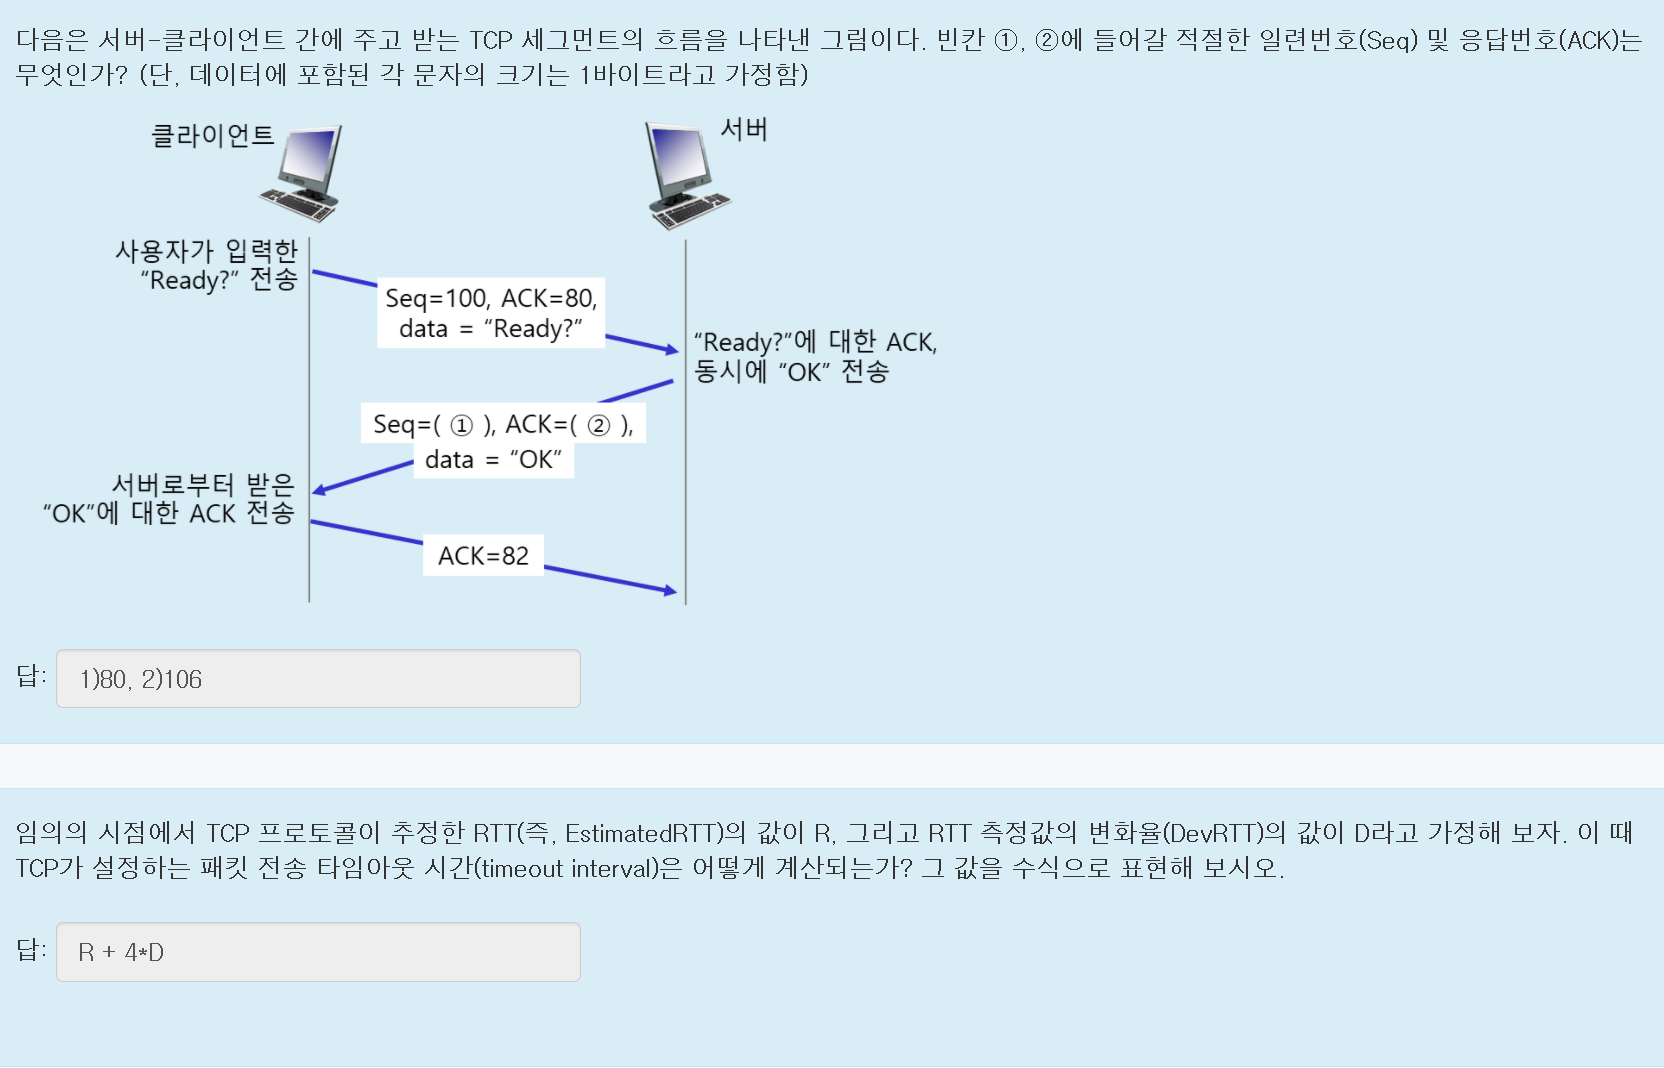 다음은 서버-클라이언트 간에 주고 받는 TCP 세그먼트의 흐름을 나타낸 그림이다. 빈칸 ①, ②에 들어갈 적절한 일련번호(Seq) 및 응답번호(ACK)는
무엇인가? (단, 데이터에 포함된 각 문자의 크기는 1바이트라고 가정함)
클라이언트
서버
사용자가 입력한
“Ready?” 전송
Seq=100, ACK=80,
data = “Ready?”
“Ready?”에 대한 ACK,
동시에 “OK” 전송
Seq=( ① ), ACK=( ② ),
data = “OK”
서버로부터 받은
“OK”에 대한 ACK 전송
ACK=82
답: 1)80, 2)106
임의의 시점에서 TCP 프로토콜이 추정한 RTT(즉, EstimatedRTT)의 값이 R, 그리고 RTT 측정값의 변화율(DevRTT)의 값이 D라고 가정해 보자. 이 때
TCP가 설정하는 패킷 전송 타임아웃 시간(timeout interval)은 어떻게 계산되는가? 그 값을 수식으로 표현해 보시오.
답: R + 4*D